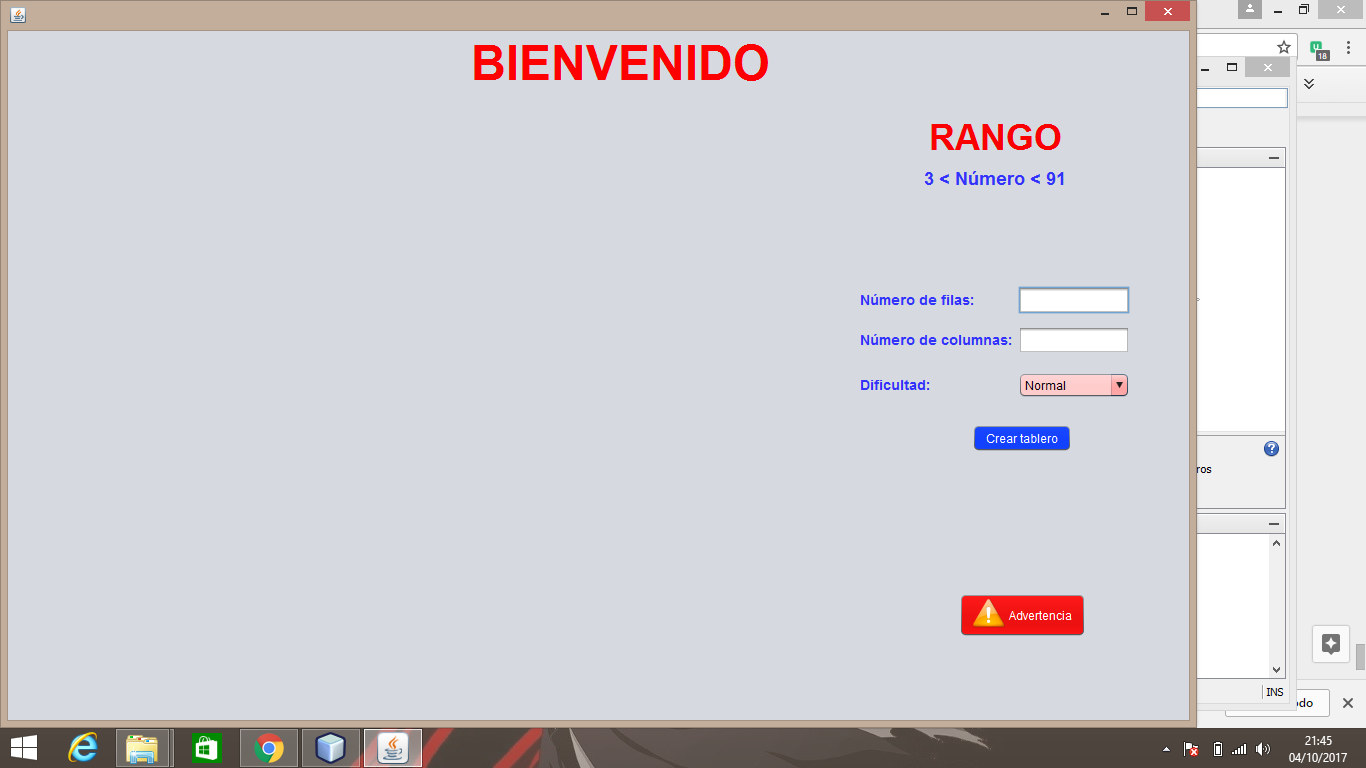 BIENVENIDO
RANGO
3 < Número < 91
Número de filas:
Número de columnas:
Dificultad:
Normal
Crear tablero
Advertencia
18
ros
INS
odo
21:45
04/10/2017